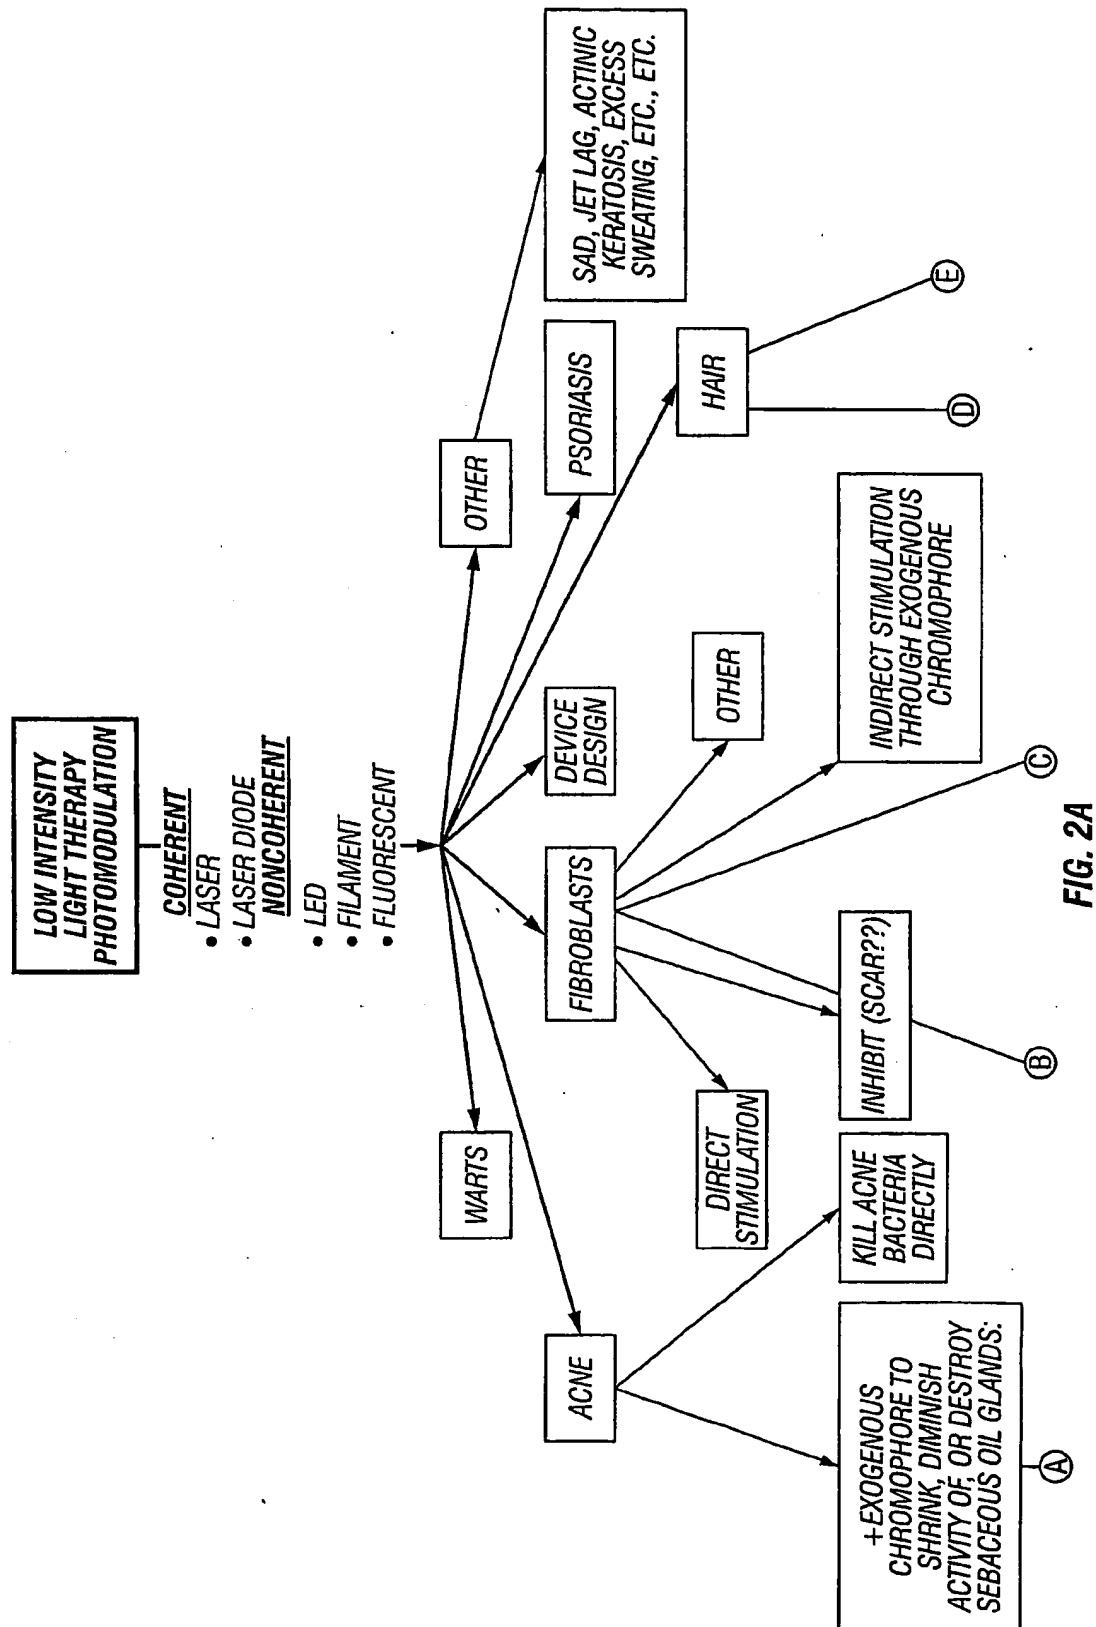 LOW INTENSITY
LIGHT THERAPY
PHOTOMODULATION
COHERENT
• LASER
• LASER DIODE
NONCOHERENT
• LED
• FILAMENT
• FLUORESCENT
WARTS
OTHER
ACNE
FIBROBLASTS
DEVICE
DESIGN
PSORIASIS
SAD, JET LAG, ACTINIC
KERATOSIS, EXCESS
SWEATING, ETC., ETC.
HAIR
DIRECT
STIMULATION
OTHER
+EXOGENOUS
CHROMOPHORE TO
SHRINK, DIMINISH
ACTIVITY OF, OR DESTROY
SEBACEOUS OIL GLANDS:
KILL ACNE
BACTERIA
DIRECTLY
INHIBIT (SCAR??)
INDIRECT STIMULATION
THROUGH EXOGENOUS
CHROMOPHORE
A
B
C
D
E
FIG. 2A